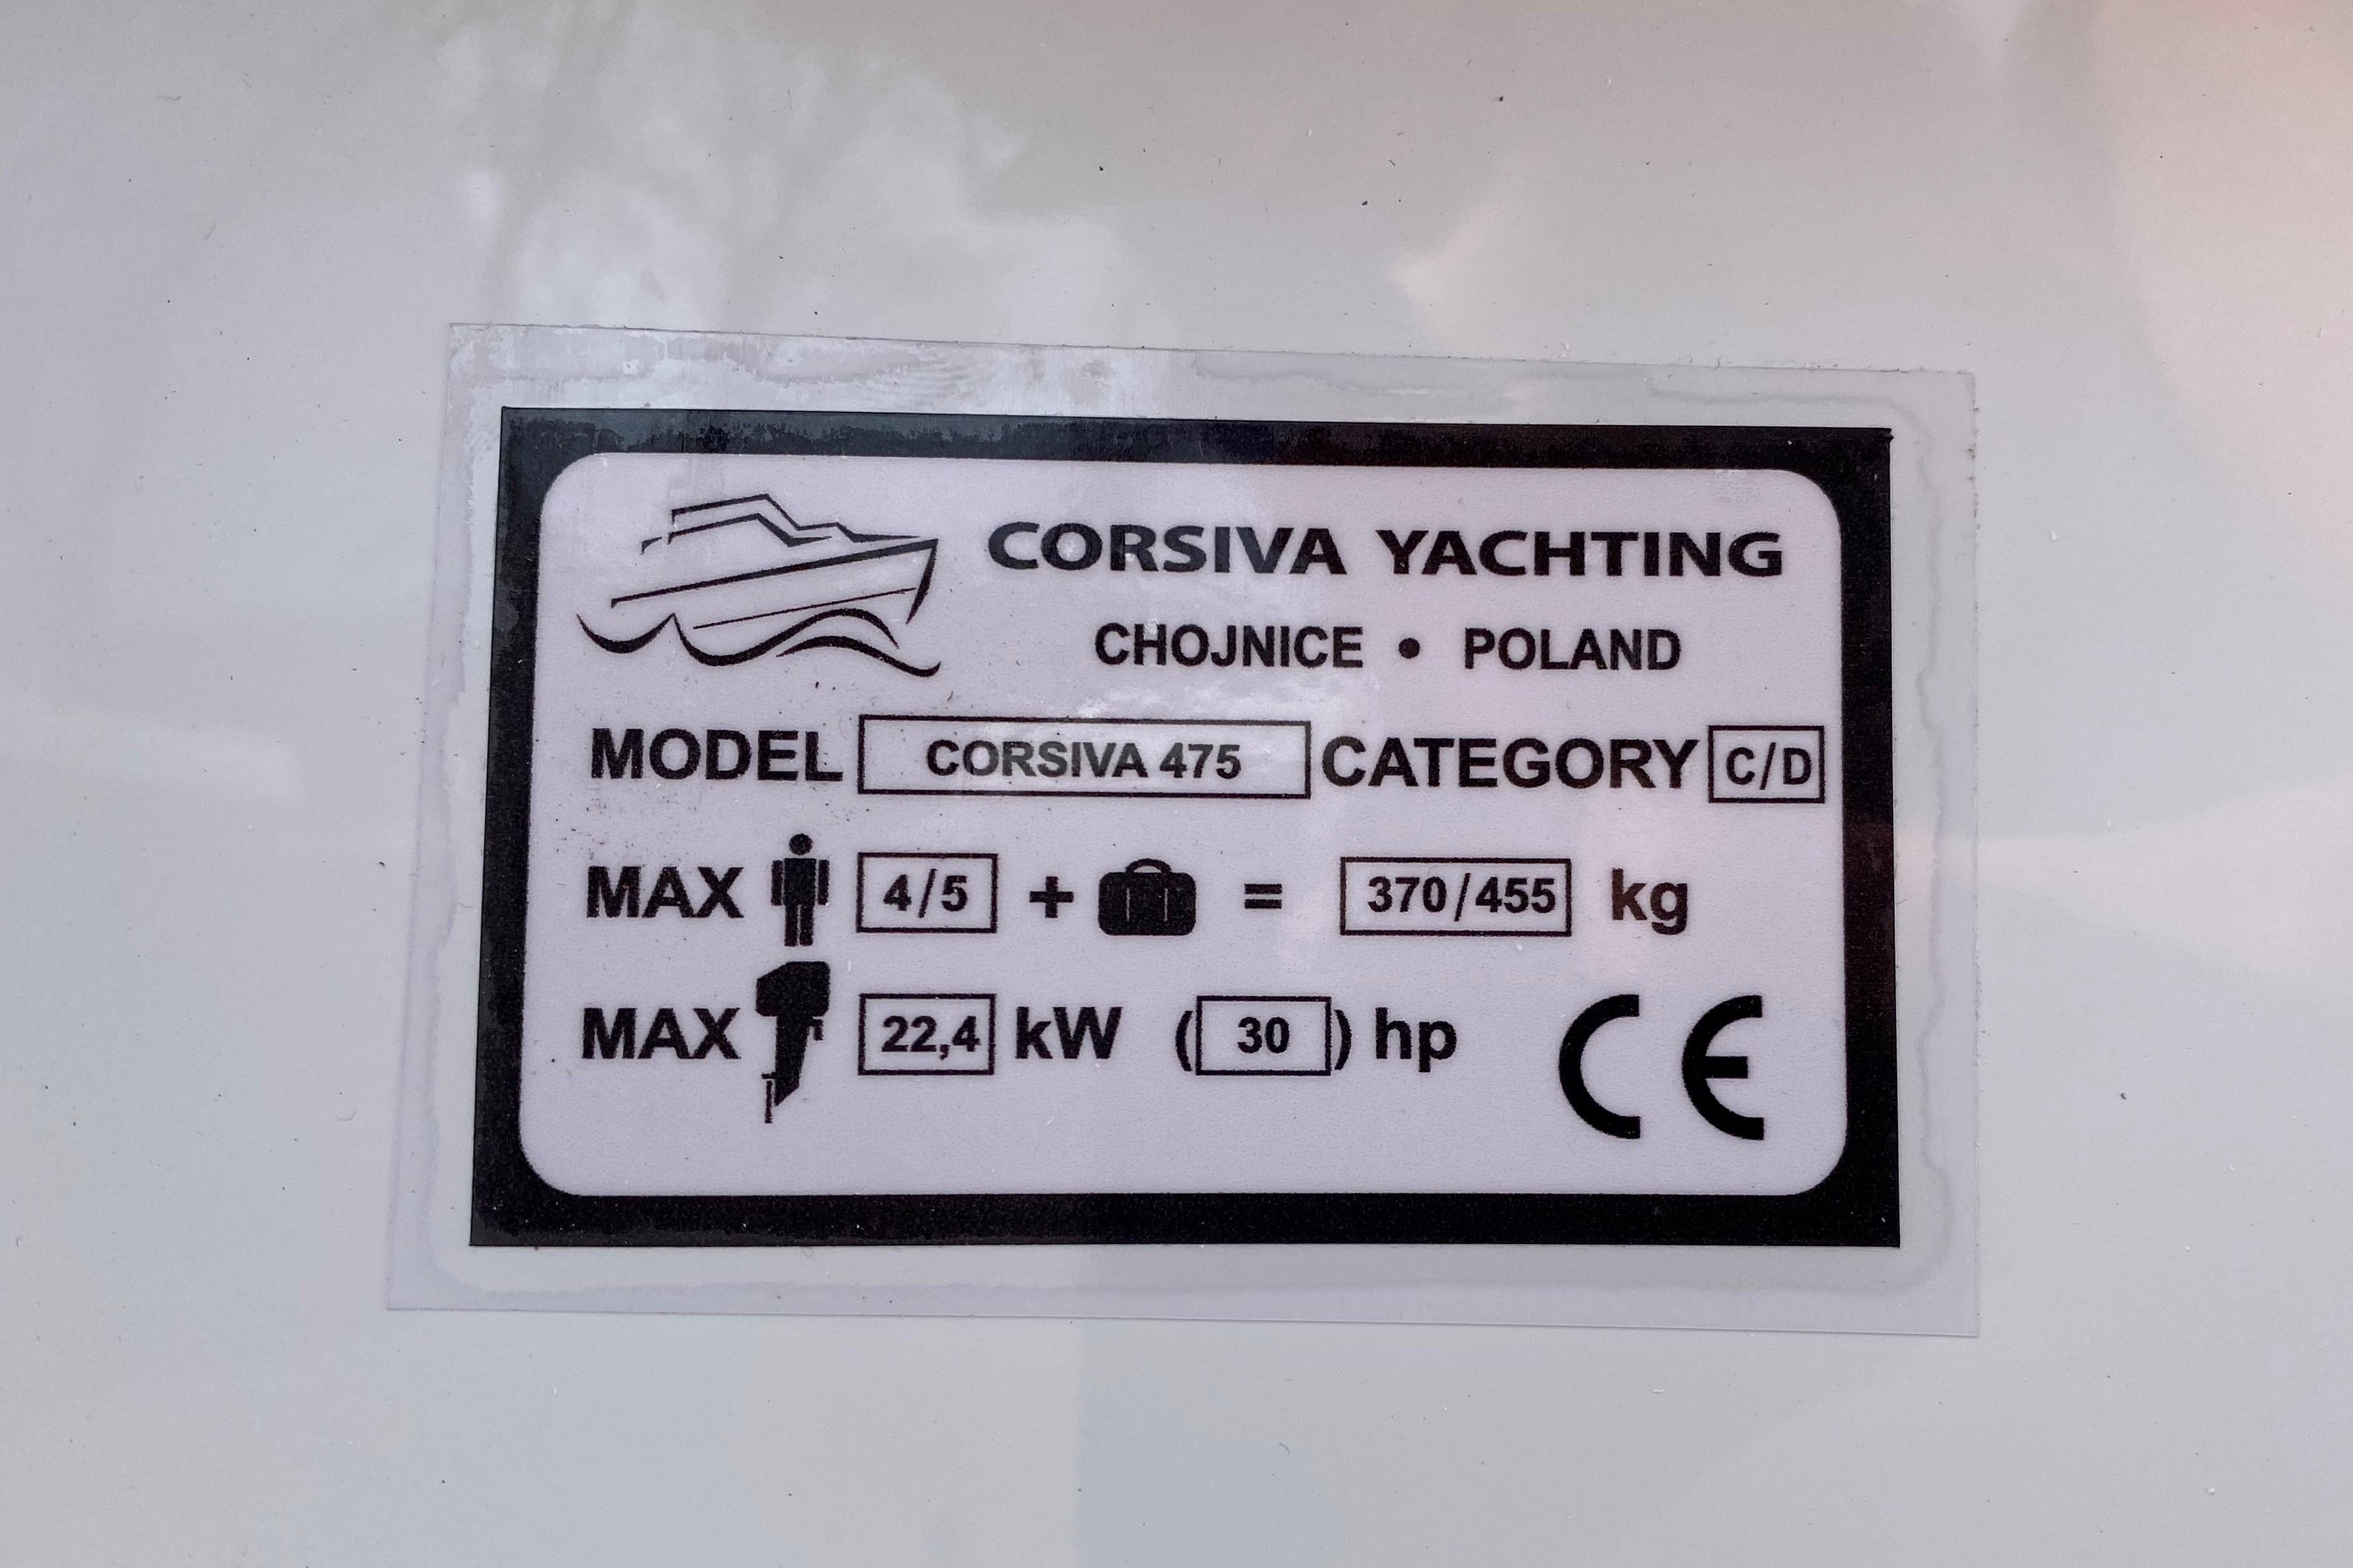 CORSIVA YACHTING
CHOJNICE • POLAND
MODEL CORSIVA 475 CATEGORY C/D
MAX 4/5 + = 370/455 kg
MAX 22,4 kW (30) hp
CE